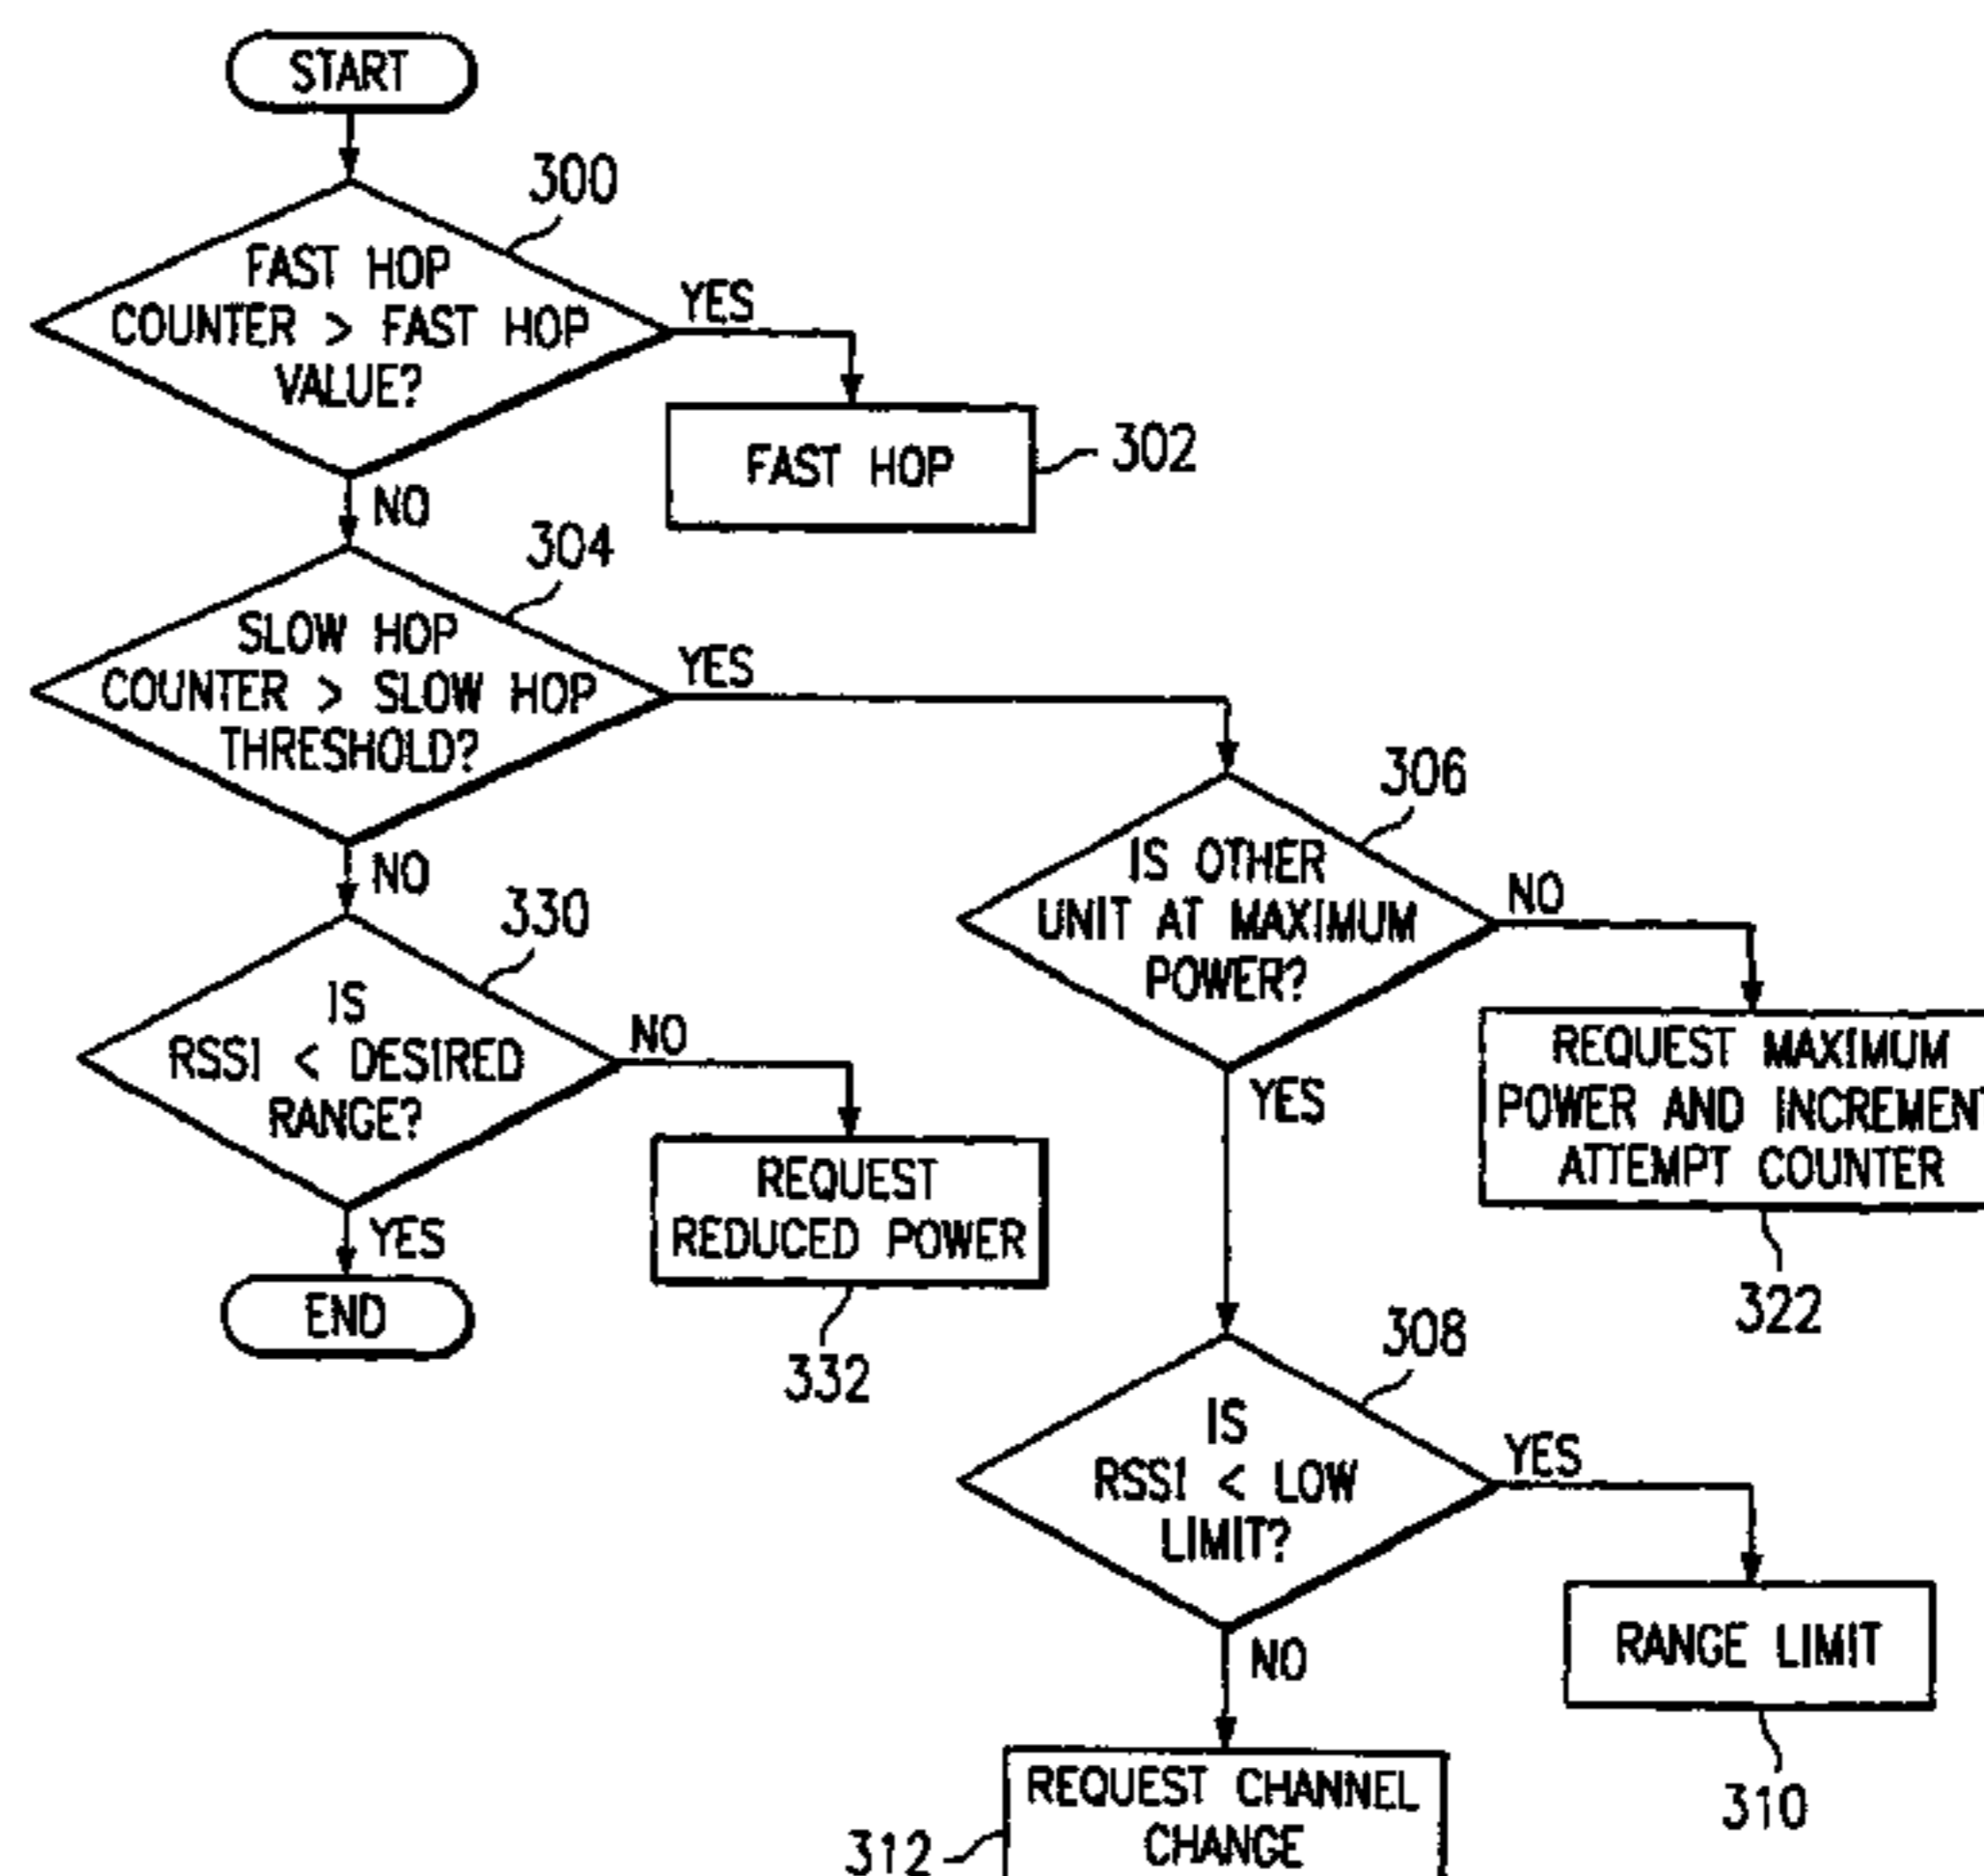 START
300
FAST HOP
COUNTER > FAST HOP
VALUE?
YES
FAST HOP
302
NO
304
SLOW HOP
COUNTER > SLOW HOP
THRESHOLD?
YES
306
IS OTHER
UNIT AT MAXIMUM
POWER?
NO
REQUEST MAXIMUM
POWER AND INCREMENT
ATTEMPT COUNTER
322
NO
330
IS
RSSI < DESIRED
RANGE?
NO
REQUEST
REDUCED POWER
332
YES
END
YES
308
IS
RSSI < LOW
LIMIT?
YES
RANGE LIMIT
310
NO
REQUEST CHANNEL
CHANGE
312